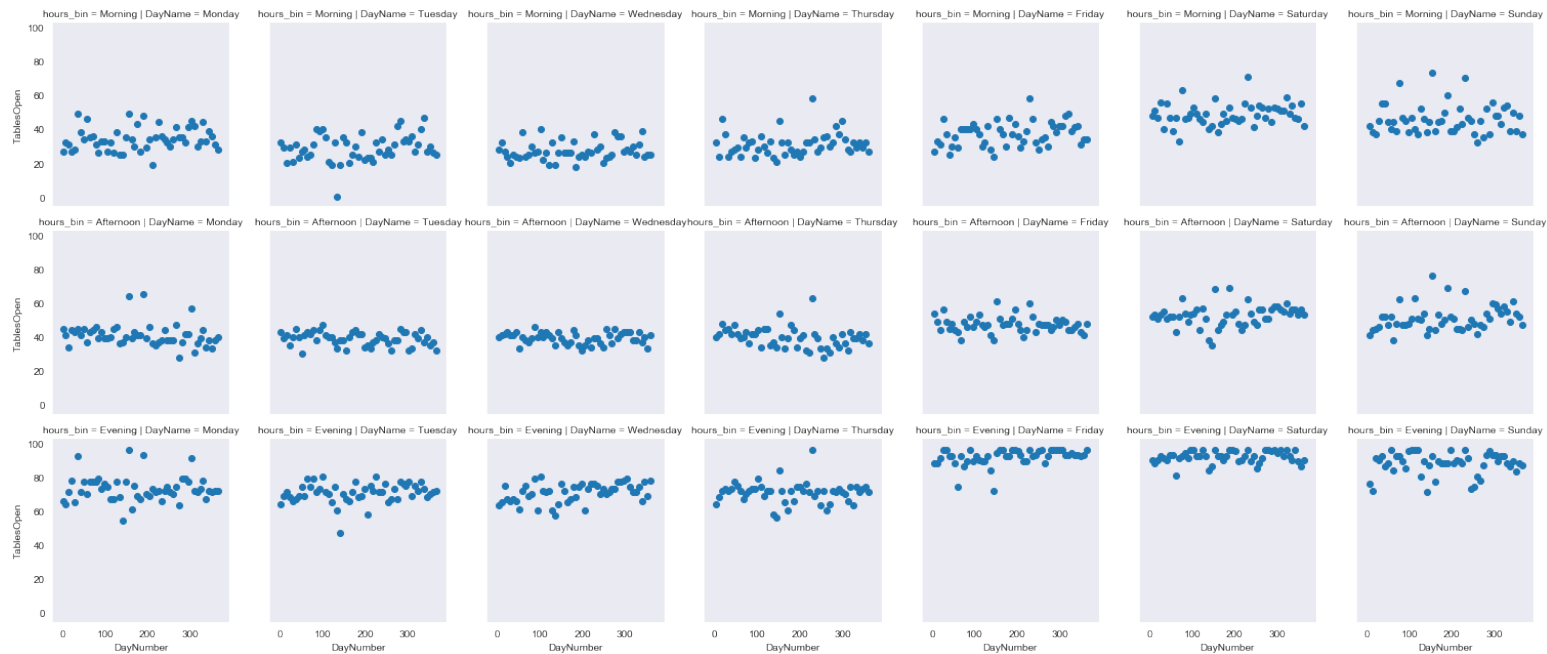 hours_bin = Morning | DayName = Monday
hours_bin = Morning | DayName = Tuesday
hours_bin = Morning | DayName = Wednesday
hours_bin = Morning | DayName = Thursday
hours_bin = Morning | DayName = Friday
hours_bin = Morning | DayName = Saturday
hours_bin = Morning | DayName = Sunday
100
80
60
40
20
0
TablesOpen
hours_bin = Afternoon | DayName = Monday
hours_bin = Afternoon | DayName = Tuesday
hours_bin = Afternoon | DayName = Wednesday
hours_bin = Afternoon | DayName = Thursday
hours_bin = Afternoon | DayName = Friday
hours_bin = Afternoon | DayName = Saturday
hours_bin = Afternoon | DayName = Sunday
100
80
60
40
20
0
TablesOpen
hours_bin = Evening | DayName = Monday
hours_bin = Evening | DayName = Tuesday
hours_bin = Evening | DayName = Wednesday
hours_bin = Evening | DayName = Thursday
hours_bin = Evening | DayName = Friday
hours_bin = Evening | DayName = Saturday
hours_bin = Evening | DayName = Sunday
100
80
60
40
20
0
TablesOpen
0 100 200 300
0 100 200 300
0 100 200 300
0 100 200 300
0 100 200 300
0 100 200 300
0 100 200 300
DayNumber
DayNumber
DayNumber
DayNumber
DayNumber
DayNumber
DayNumber